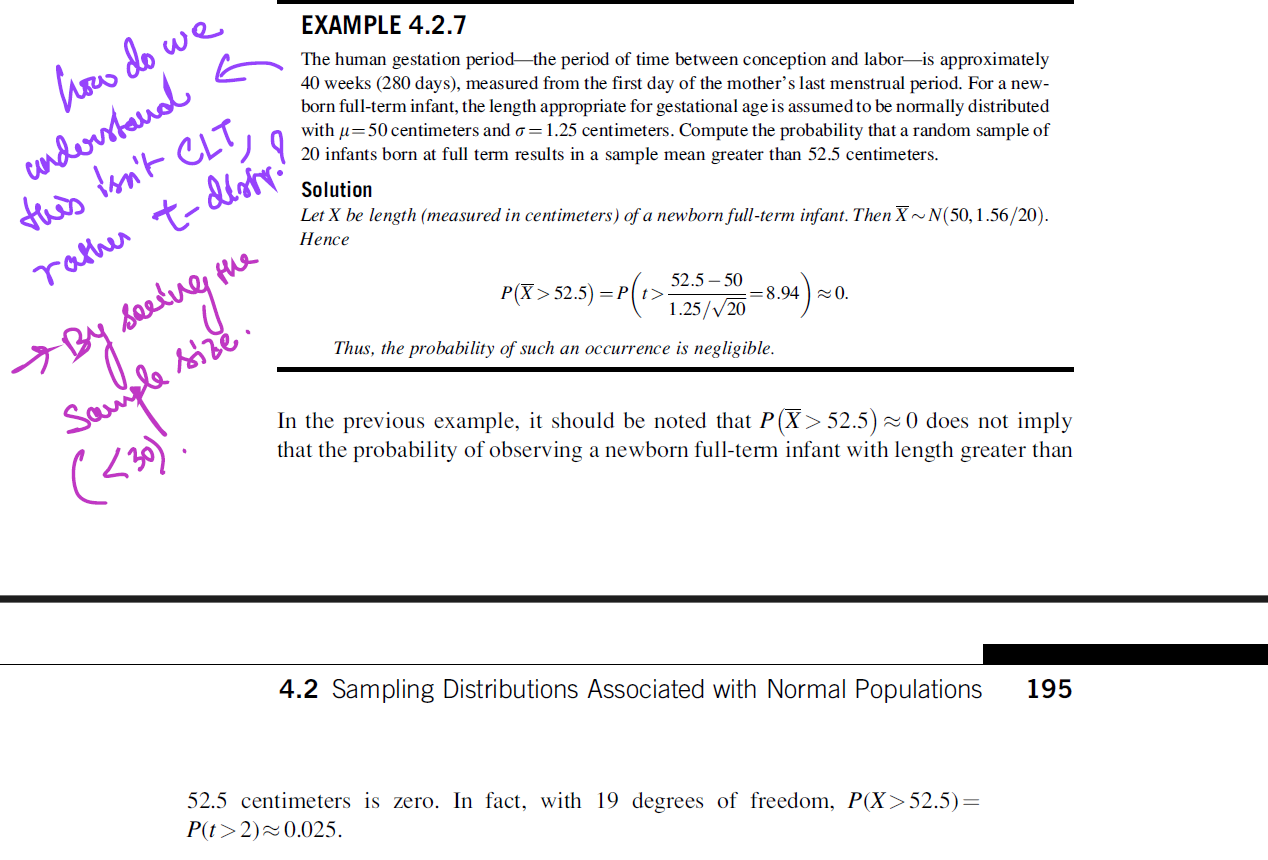 how do we
understand
this isn't CLT,
rather t-distr.?
→ By seeing the
Sample size.
(<30).
EXAMPLE 4.2.7
The human gestation period—the period of time between conception and labor—is approximately
40 weeks (280 days), measured from the first day of the mother's last menstrual period. For a new-
born full-term infant, the length appropriate for gestational age is assumed to be normally distributed
with μ=50 centimeters and σ=1.25 centimeters. Compute the probability that a random sample of
20 infants born at full term results in a sample mean greater than 52.5 centimeters.
Solution
Let X be length (measured in centimeters) of a newborn full-term infant. Then X̅ ~ N(50, 1.56/20).
Hence
P(X̅ > 52.5) = P(t > (52.5 − 50)/(1.25/√20) = 8.94) ≈ 0.
Thus, the probability of such an occurrence is negligible.
In the previous example, it should be noted that P(X̅ > 52.5) ≈ 0 does not imply
that the probability of observing a newborn full-term infant with length greater than
4.2 Sampling Distributions Associated with Normal Populations 195
52.5 centimeters is zero. In fact, with 19 degrees of freedom, P(X > 52.5) =
P(t > 2) ≈ 0.025.